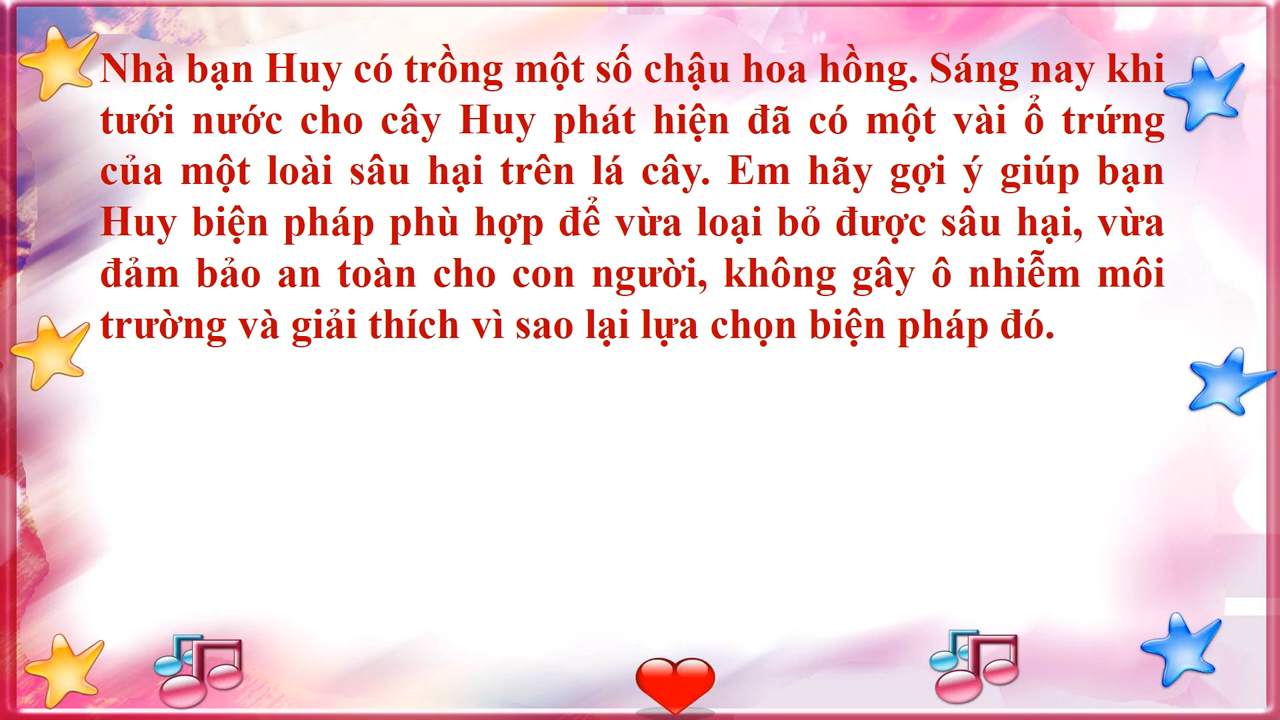 Nhà bạn Huy có trồng một số chậu hoa hồng. Sáng nay khi
tưới nước cho cây Huy phát hiện đã có một vài ổ trứng
của một loài sâu hại trên lá cây. Em hãy gợi ý giúp bạn
Huy biện pháp phù hợp để vừa loại bỏ được sâu hại, vừa
đảm bảo an toàn cho con người, không gây ô nhiễm môi
trường và giải thích vì sao lại lựa chọn biện pháp đó.